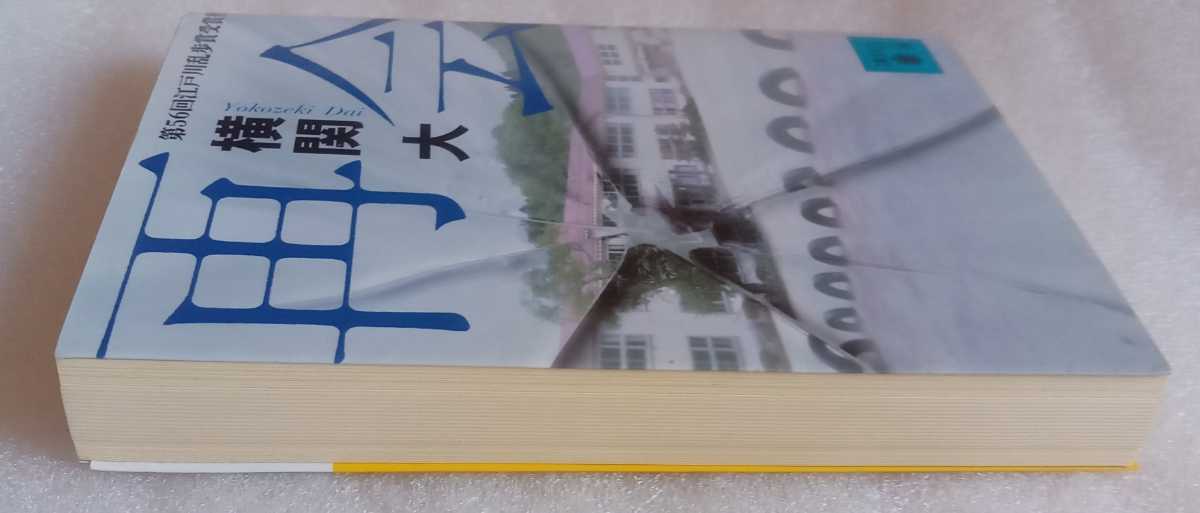 第56回江戸川乱歩賞受賞
再会
Yokozeki Dai
横関 大